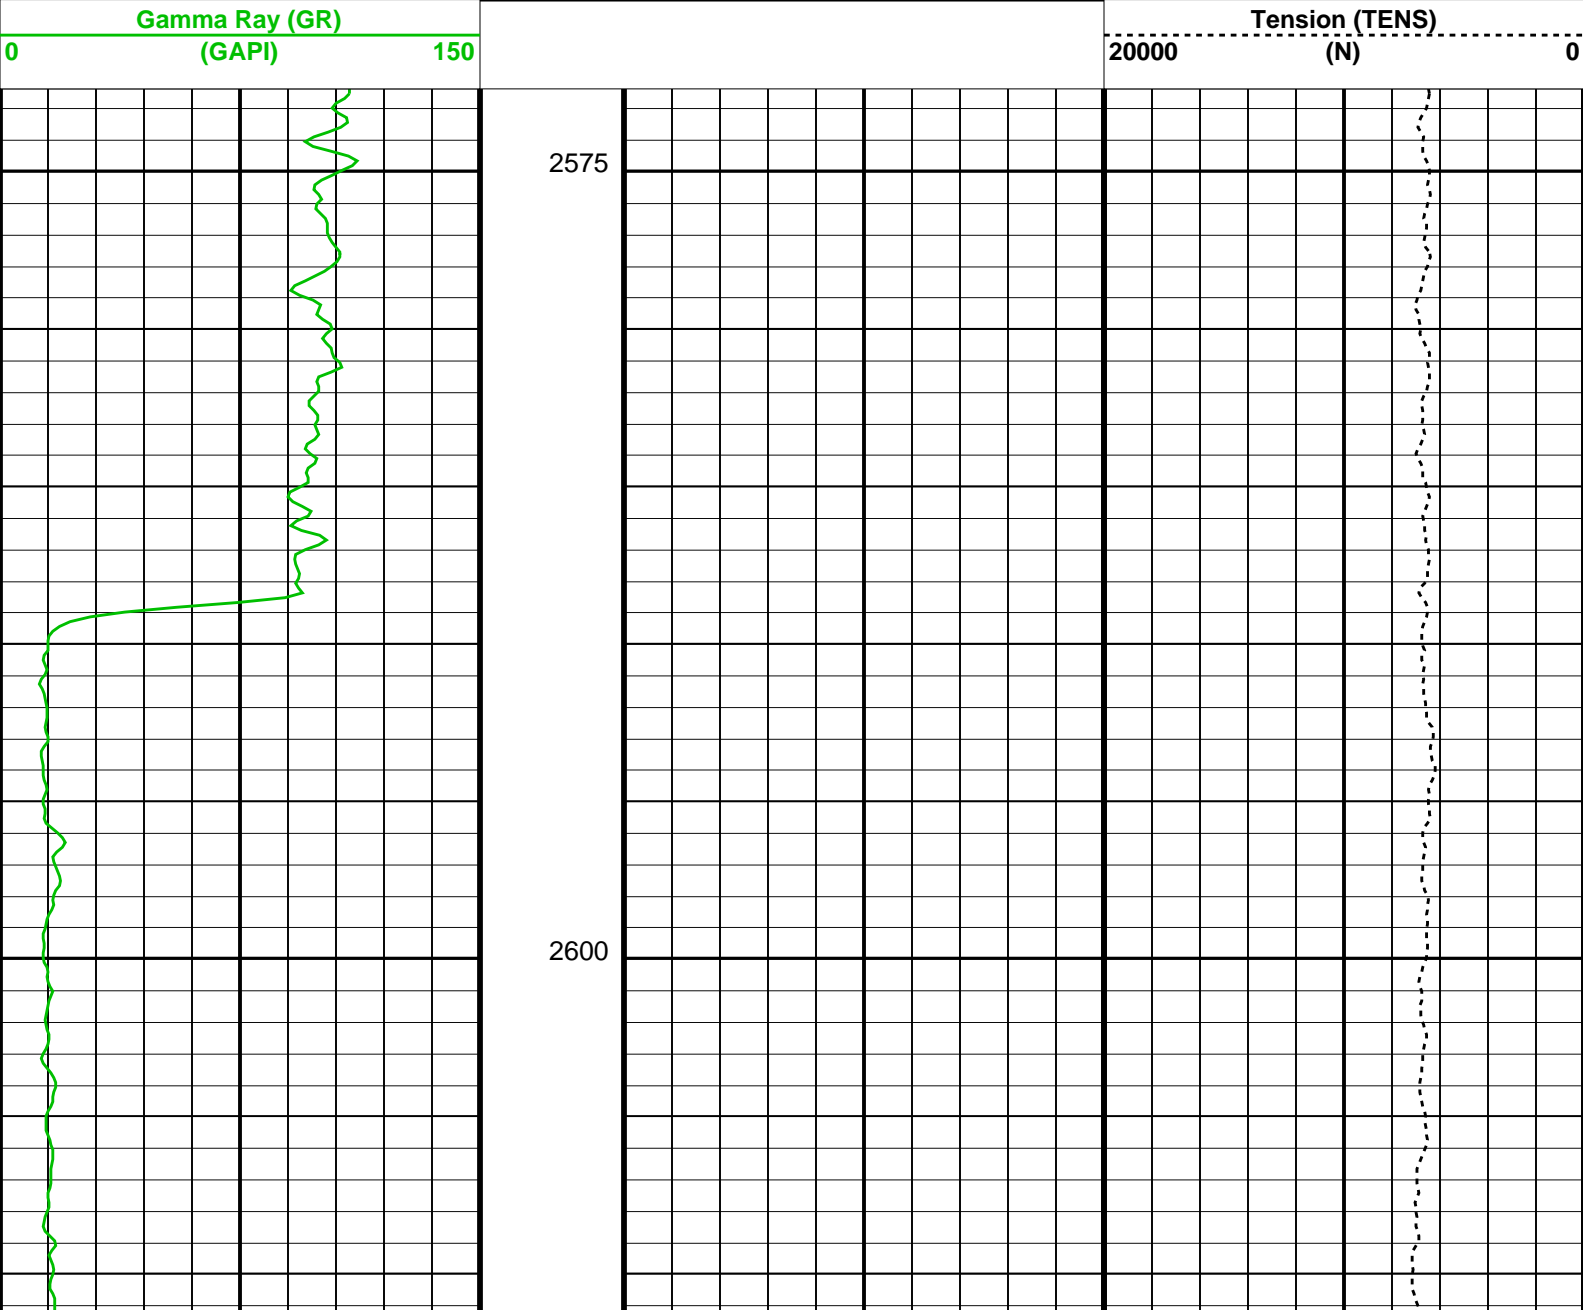 Gamma Ray (GR)
0 (GAPI) 150
Tension (TENS)
20000 (N) 0
2575
2600